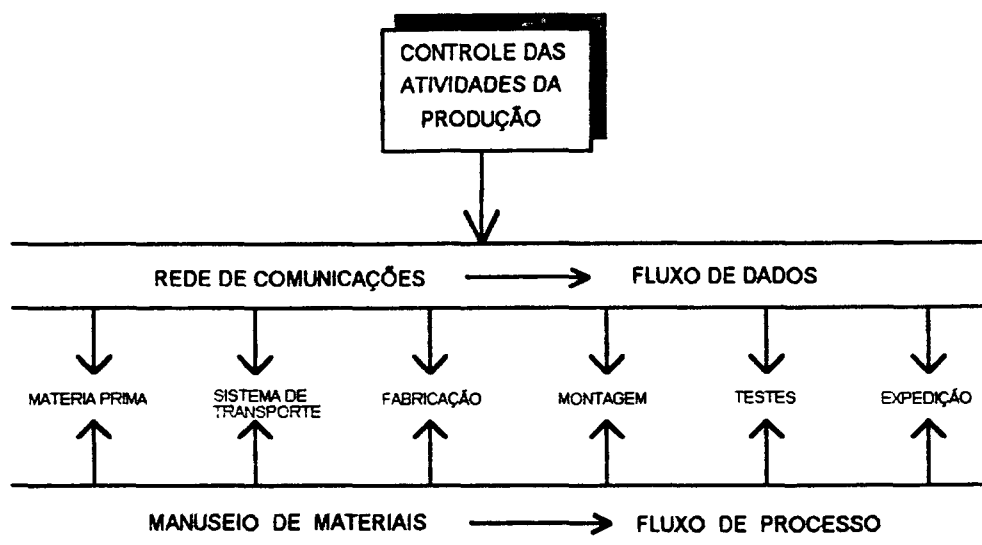 CONTROLE DAS
ATIVIDADES DA
PRODUÇÃO
REDE DE COMUNICAÇÕES FLUXO DE DADOS
MATERIA PRIMA SISTEMA DE TRANSPORTE FABRICAÇÃO MONTAGEM TESTES EXPEDIÇÃO
MANUSEIO DE MATERIAIS FLUXO DE PROCESSO